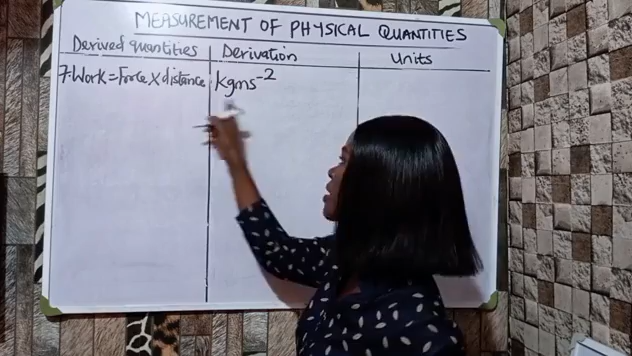 MEASUREMENT OF PHYSICAL QUANTITIES
Derived quantities Derivation Units
7. Work = Force X distance kgms⁻²